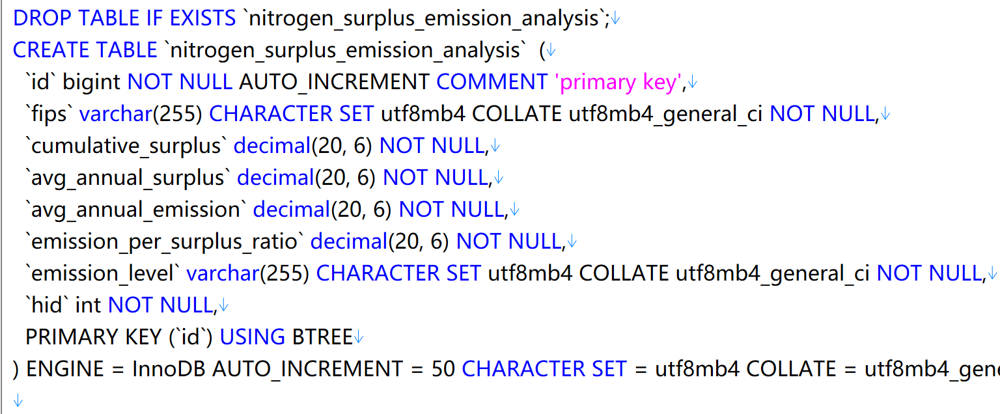 DROP TABLE IF EXISTS `nitrogen_surplus_emission_analysis`;↓
CREATE TABLE `nitrogen_surplus_emission_analysis`  (↓
  `id` bigint NOT NULL AUTO_INCREMENT COMMENT 'primary key',↓
  `fips` varchar(255) CHARACTER SET utf8mb4 COLLATE utf8mb4_general_ci NOT NULL,↓
  `cumulative_surplus` decimal(20, 6) NOT NULL,↓
  `avg_annual_surplus` decimal(20, 6) NOT NULL,↓
  `avg_annual_emission` decimal(20, 6) NOT NULL,↓
  `emission_per_surplus_ratio` decimal(20, 6) NOT NULL,↓
  `emission_level` varchar(255) CHARACTER SET utf8mb4 COLLATE utf8mb4_general_ci NOT NULL,↓
  `hid` int NOT NULL,↓
  PRIMARY KEY (`id`) USING BTREE↓
) ENGINE = InnoDB AUTO_INCREMENT = 50 CHARACTER SET = utf8mb4 COLLATE = 
↓